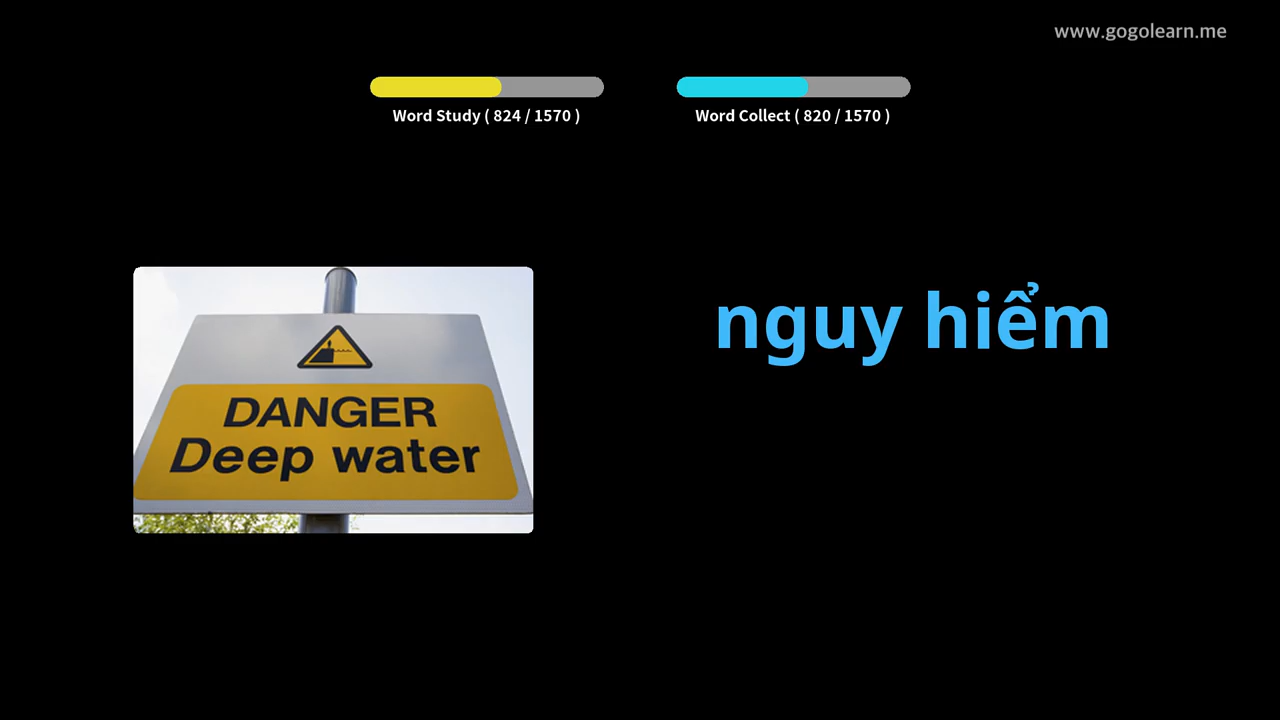 www.gogolearn.me
Word Study ( 824 / 1570 )
Word Collect ( 820 / 1570 )
DANGER
Deep water
nguy hiểm